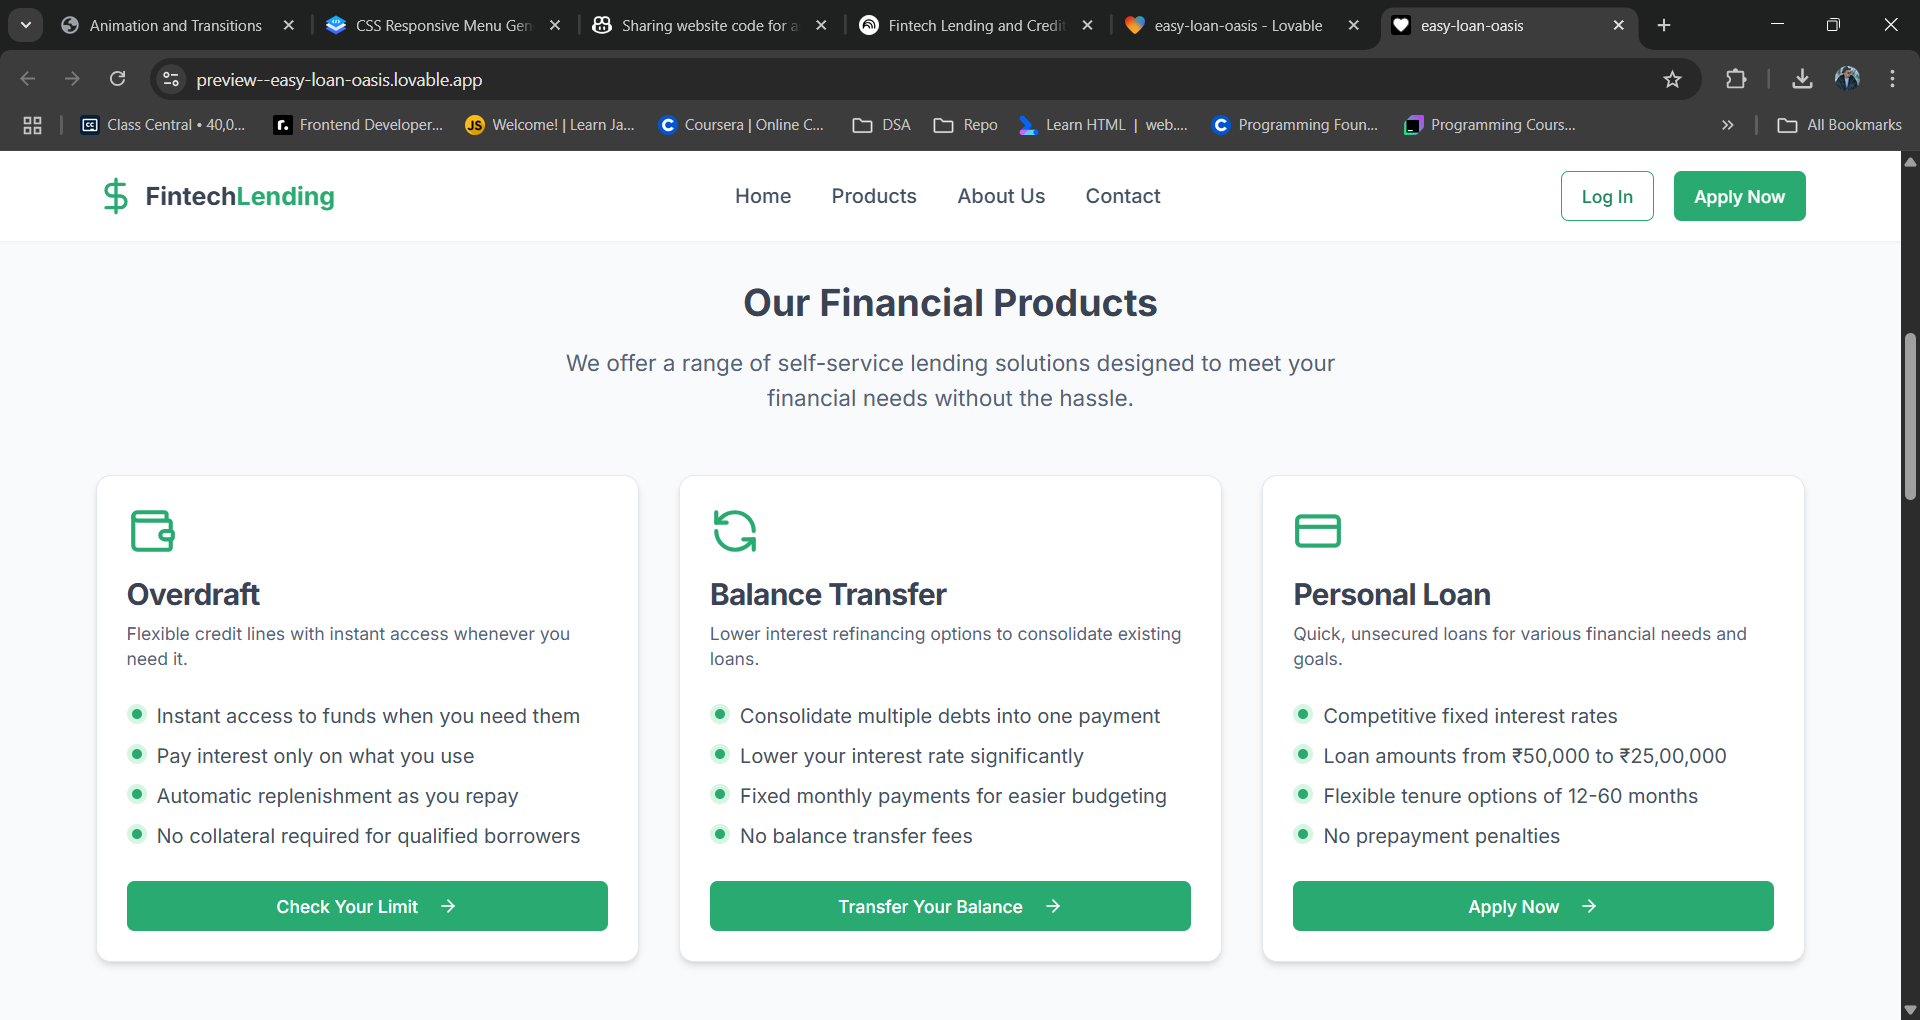 Animation and Transitions
CSS Responsive Menu Gen
Sharing website code for a
Fintech Lending and Credit
easy-loan-oasis - Lovable
easy-loan-oasis
preview--easy-loan-oasis.lovable.app
Class Central • 40,0...
Frontend Developer...
JS Welcome! | Learn Ja...
Coursera | Online C...
DSA
Repo
Learn HTML | web....
Programming Foun...
Programming Cours...
All Bookmarks
FintechLending
Home
Products
About Us
Contact
Log In
Apply Now
Our Financial Products
We offer a range of self-service lending solutions designed to meet your
financial needs without the hassle.
Overdraft
Flexible credit lines with instant access whenever you
need it.
Instant access to funds when you need them
Pay interest only on what you use
Automatic replenishment as you repay
No collateral required for qualified borrowers
Check Your Limit →
Balance Transfer
Lower interest refinancing options to consolidate existing
loans.
Consolidate multiple debts into one payment
Lower your interest rate significantly
Fixed monthly payments for easier budgeting
No balance transfer fees
Transfer Your Balance →
Personal Loan
Quick, unsecured loans for various financial needs and
goals.
Competitive fixed interest rates
Loan amounts from ₹50,000 to ₹25,00,000
Flexible tenure options of 12-60 months
No prepayment penalties
Apply Now →